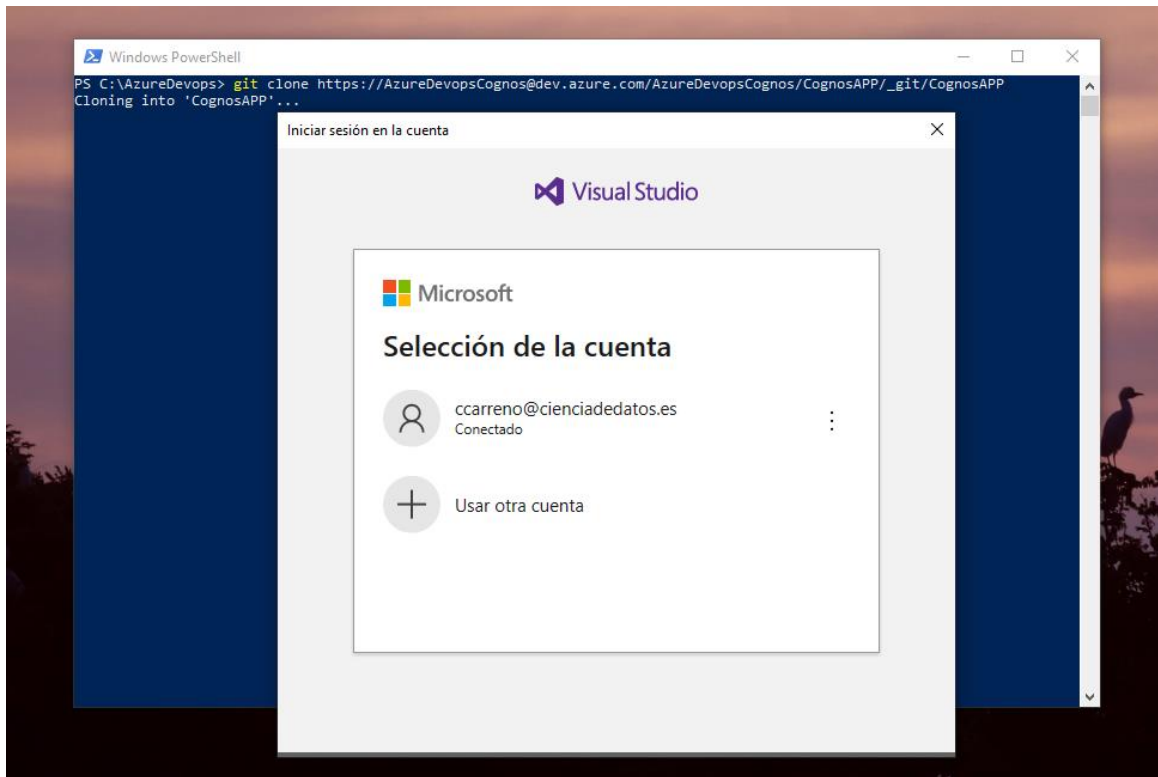 Windows PowerShell
PS C:\AzureDevops> git clone https://AzureDevopsCognos@dev.azure.com/AzureDevopsCognos/CognosAPP/_git/CognosAPP
Cloning into 'CognosAPP'...
Iniciar sesión en la cuenta
Visual Studio
Microsoft
Selección de la cuenta
ccarreno@cienciadedatos.es
Conectado
Usar otra cuenta